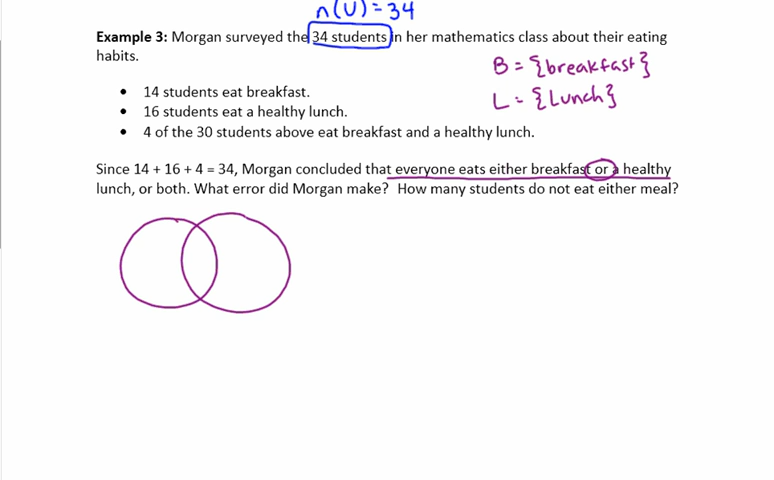 n(U) = 34
Example 3: Morgan surveyed the 34 students in her mathematics class about their eating
habits.
B = {breakfast}
L = {Lunch}
• 14 students eat breakfast.
• 16 students eat a healthy lunch.
• 4 of the 30 students above eat breakfast and a healthy lunch.
Since 14 + 16 + 4 = 34, Morgan concluded that everyone eats either breakfast or a healthy
lunch, or both. What error did Morgan make? How many students do not eat either meal?